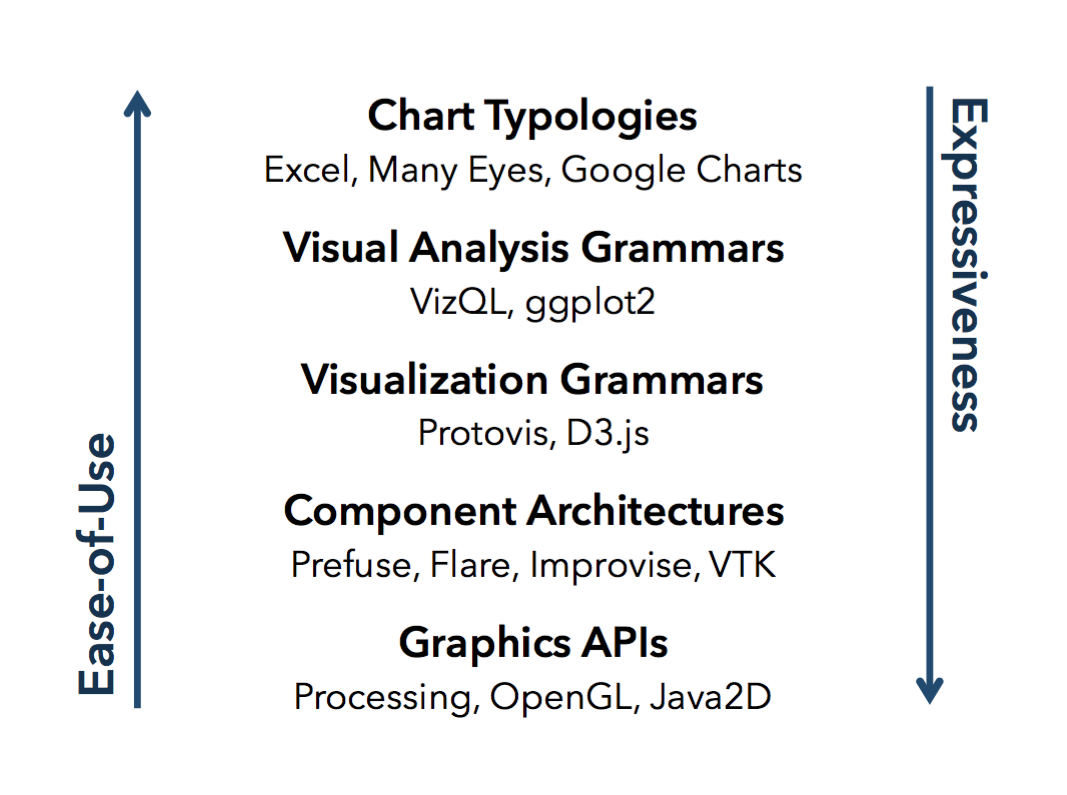 Chart Typologies
Excel, Many Eyes, Google Charts
Visual Analysis Grammars
VizQL, ggplot2
Visualization Grammars
Protovis, D3.js
Component Architectures
Prefuse, Flare, Improvise, VTK
Graphics APIs
Processing, OpenGL, Java2D
Ease-of-Use
Expressiveness